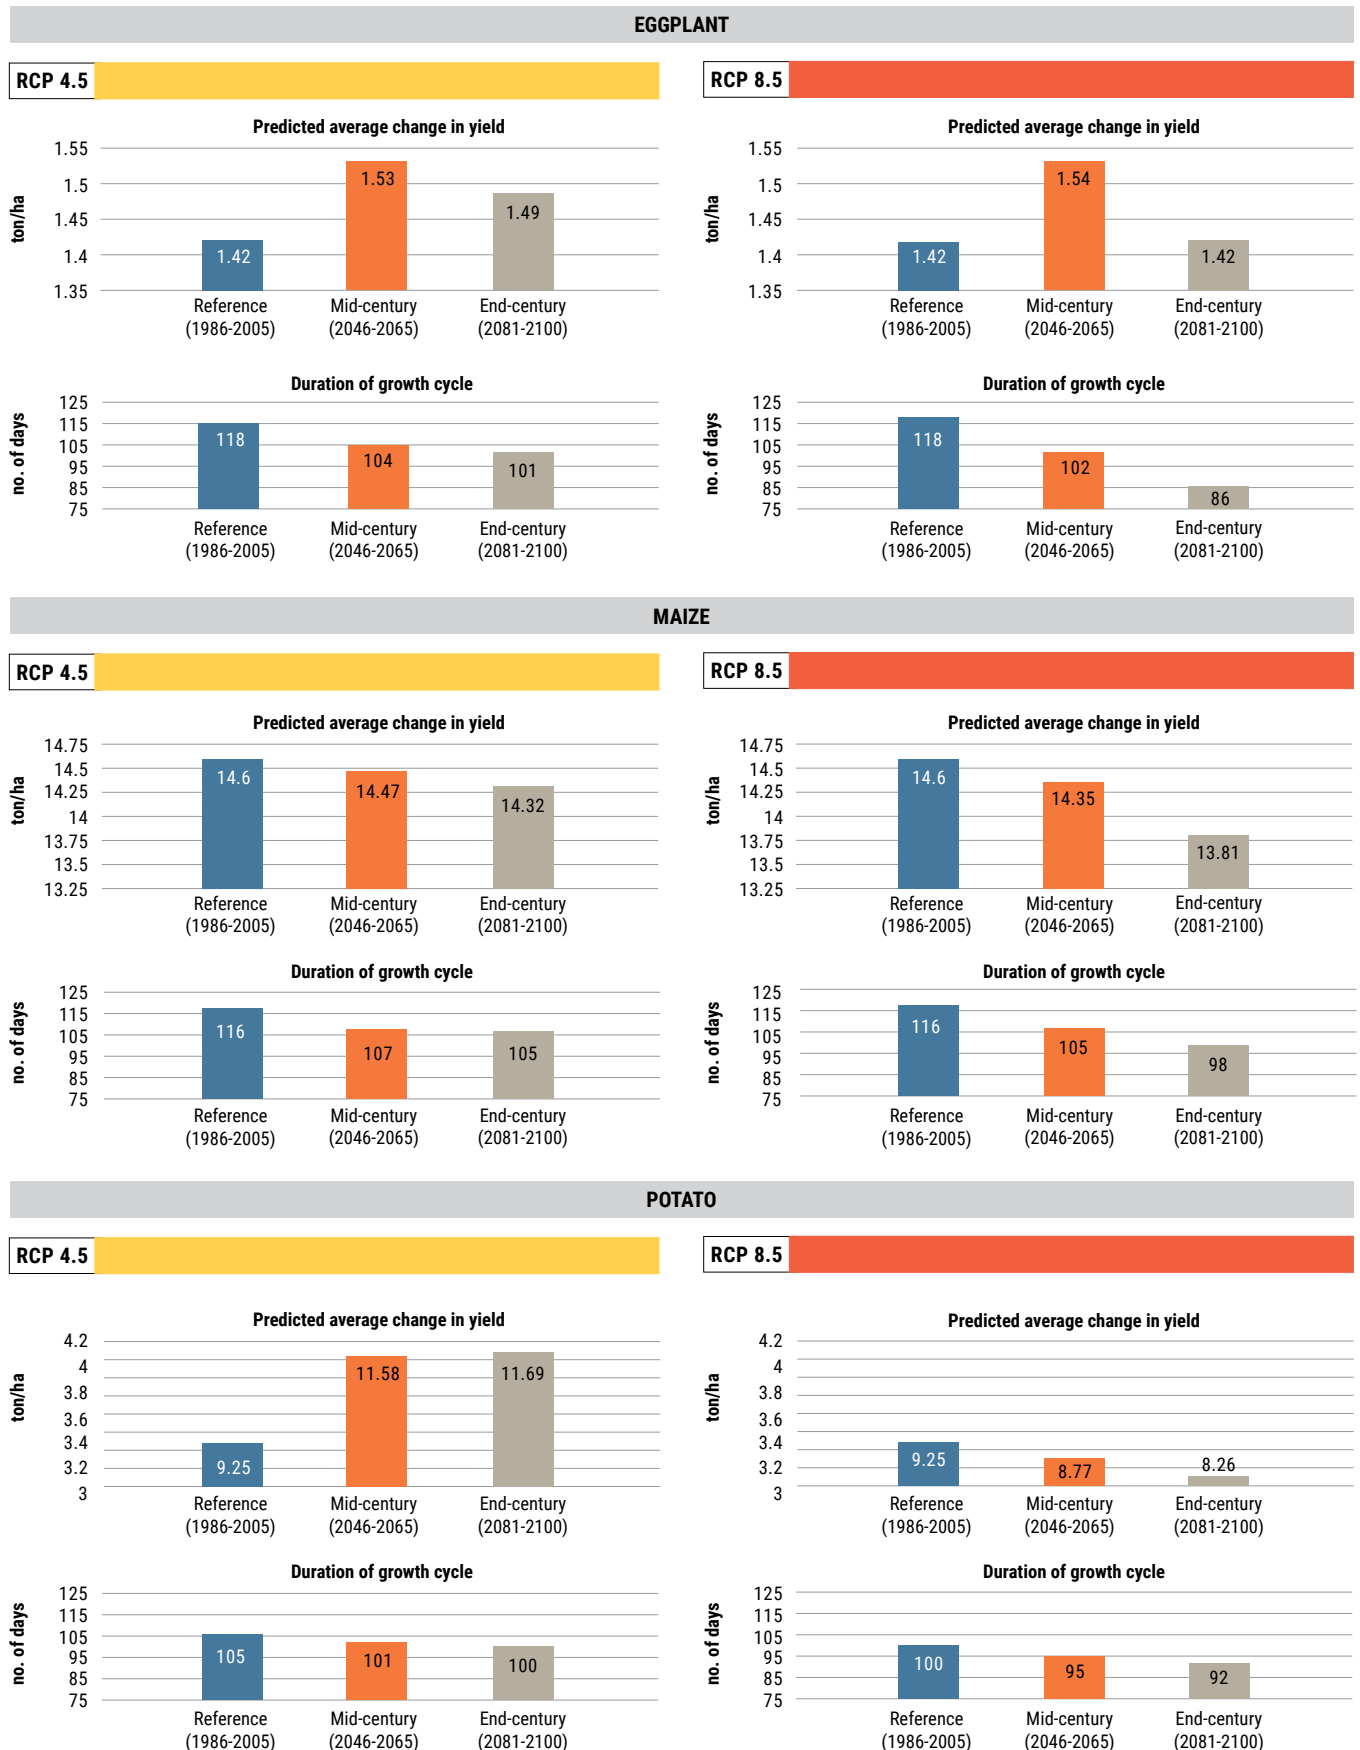 EGGPLANT
RCP 4.5
Predicted average change in yield
ton/ha
1.55
1.5
1.45
1.4
1.35
1.42
1.53
1.49
Reference Mid-century End-century
(1986-2005) (2046-2065) (2081-2100)
Duration of growth cycle
no. of days
125
115
105
95
85
75
118
104
101
Reference Mid-century End-century
(1986-2005) (2046-2065) (2081-2100)
RCP 8.5
Predicted average change in yield
ton/ha
1.55
1.5
1.45
1.4
1.35
1.42
1.54
1.42
Reference Mid-century End-century
(1986-2005) (2046-2065) (2081-2100)
Duration of growth cycle
no. of days
125
115
105
95
85
75
118
102
86
Reference Mid-century End-century
(1986-2005) (2046-2065) (2081-2100)
MAIZE
RCP 4.5
Predicted average change in yield
ton/ha
14.75
14.5
14.25
14
13.75
13.5
13.25
14.6
14.47
14.32
Reference Mid-century End-century
(1986-2005) (2046-2065) (2081-2100)
Duration of growth cycle
no. of days
125
115
105
95
85
75
116
107
105
Reference Mid-century End-century
(1986-2005) (2046-2065) (2081-2100)
RCP 8.5
Predicted average change in yield
ton/ha
14.75
14.5
14.25
14
13.75
13.5
13.25
14.6
14.35
13.81
Reference Mid-century End-century
(1986-2005) (2046-2065) (2081-2100)
Duration of growth cycle
no. of days
125
115
105
95
85
75
116
105
98
Reference Mid-century End-century
(1986-2005) (2046-2065) (2081-2100)
POTATO
RCP 4.5
Predicted average change in yield
ton/ha
4.2
4
3.8
3.6
3.4
3.2
3
9.25
11.58
11.69
Reference Mid-century End-century
(1986-2005) (2046-2065) (2081-2100)
Duration of growth cycle
no. of days
125
115
105
95
85
75
105
101
100
Reference Mid-century End-century
(1986-2005) (2046-2065) (2081-2100)
RCP 8.5
Predicted average change in yield
ton/ha
4.2
4
3.8
3.6
3.4
3.2
3
9.25
8.77
8.26
Reference Mid-century End-century
(1986-2005) (2046-2065) (2081-2100)
Duration of growth cycle
no. of days
125
115
105
95
85
75
100
95
92
Reference Mid-century End-century
(1986-2005) (2046-2065) (2081-2100)